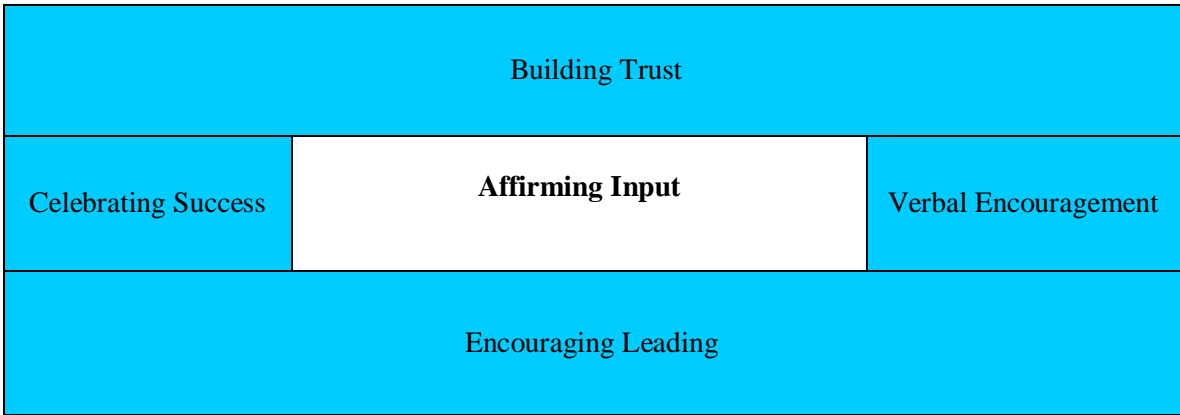 Building Trust
Celebrating Success
Affirming Input
Verbal Encouragement
Encouraging Leading